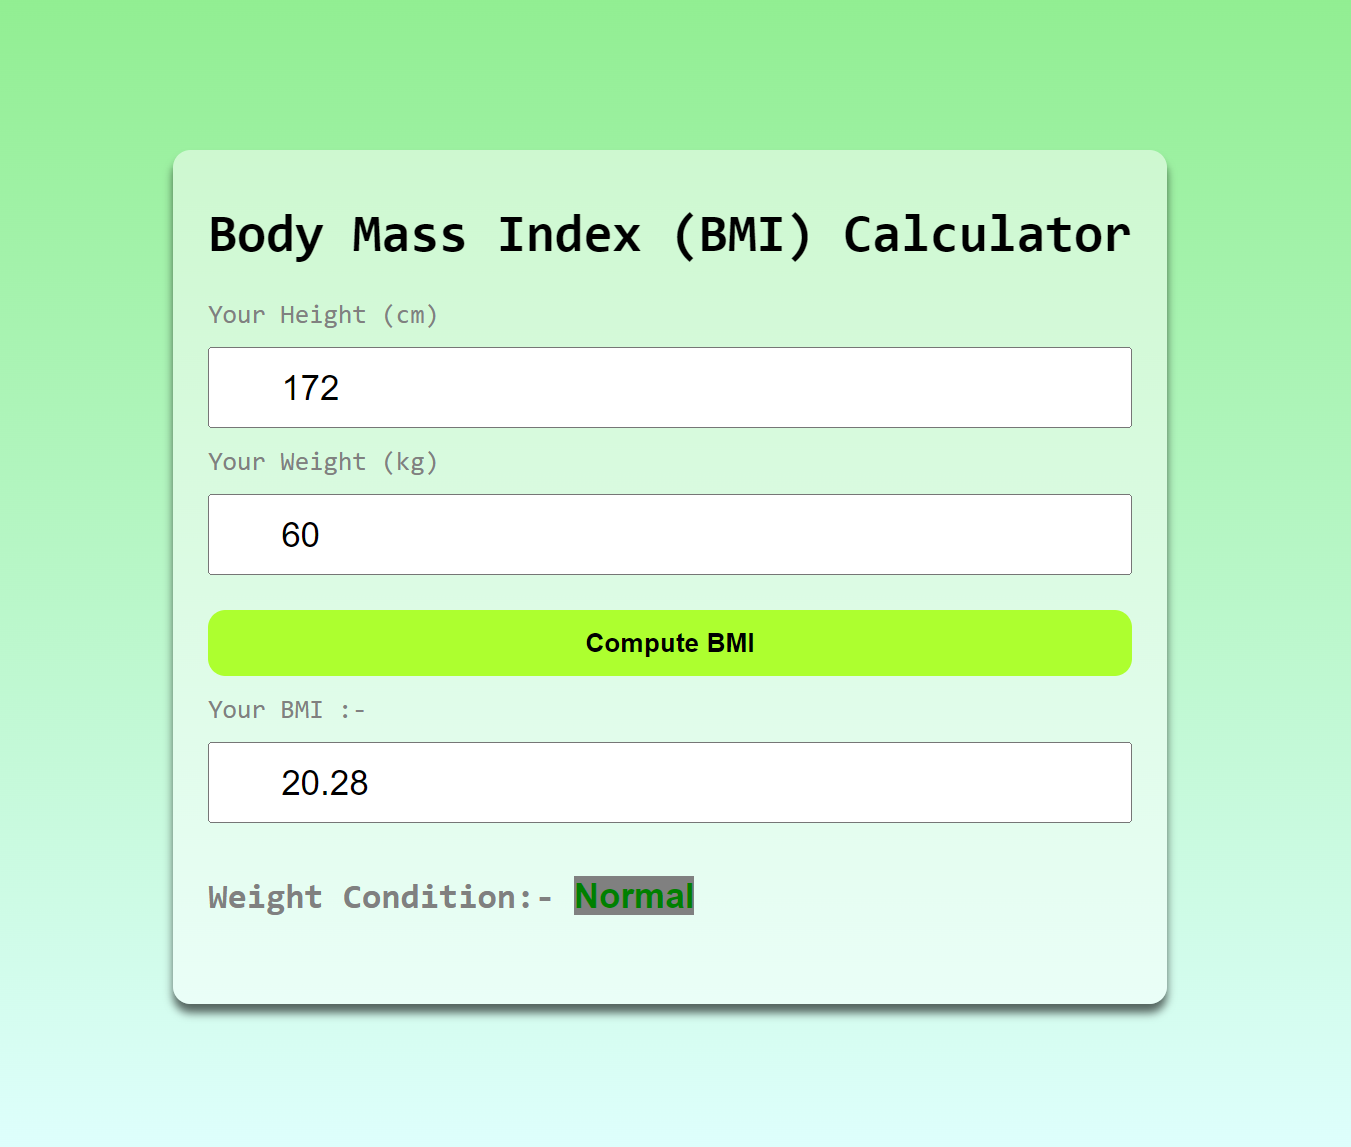 Body Mass Index (BMI) Calculator
Your Height (cm)
172
Your Weight (kg)
60
Compute BMI
Your BMI :-
20.28
Weight Condition:- Normal